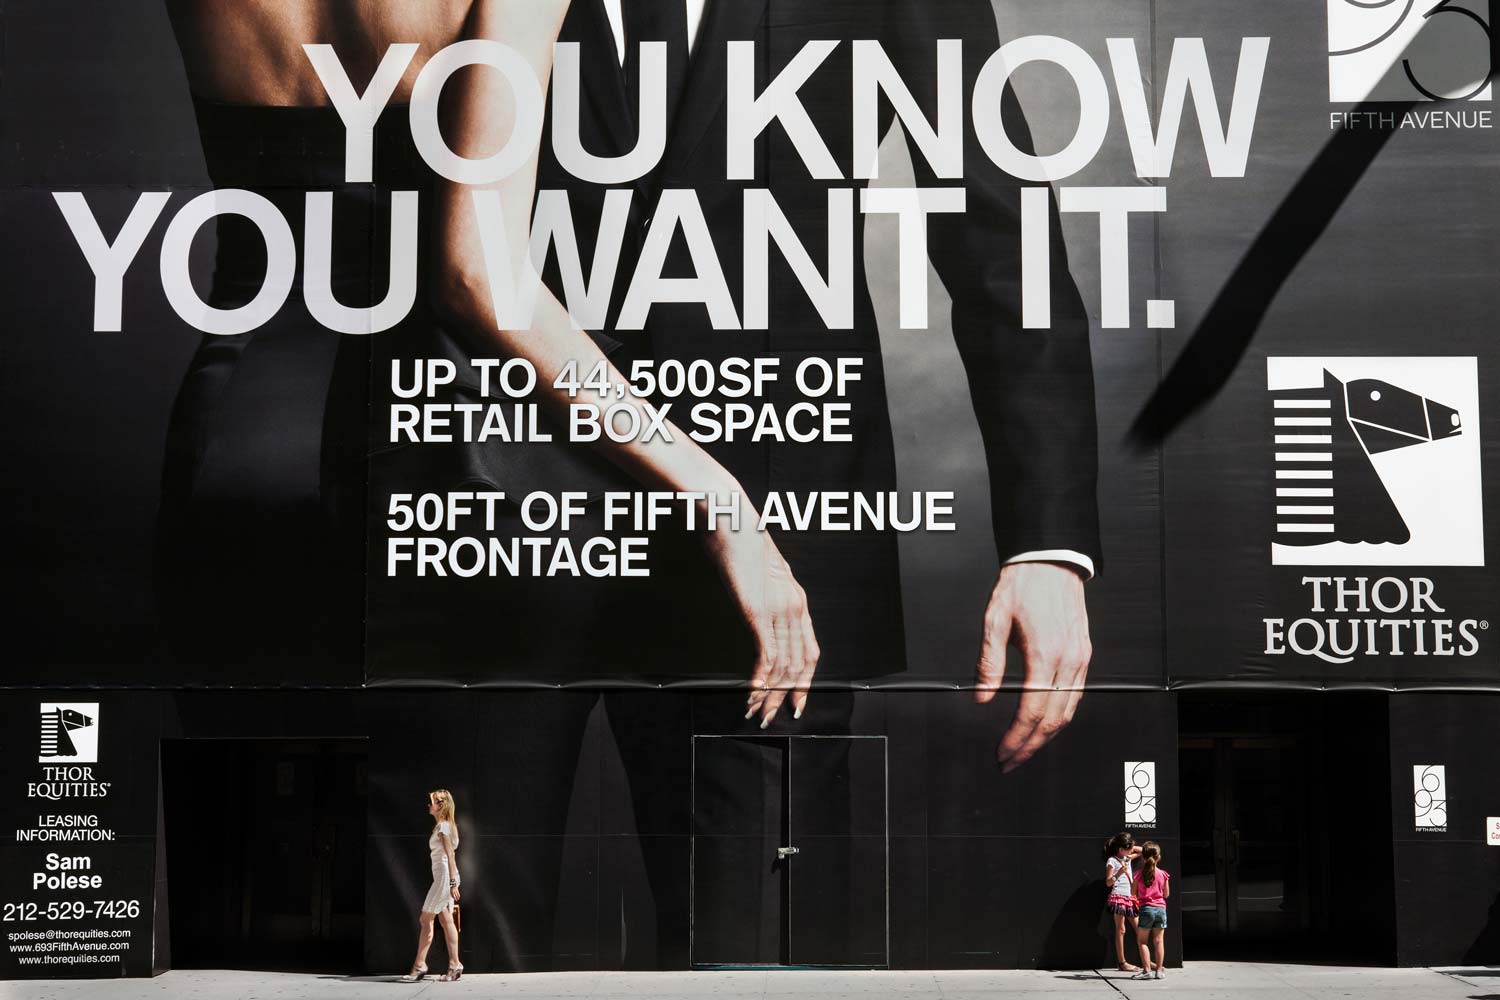 YOU KNOW
YOU WANT IT.
UP TO 44,500SF OF
RETAIL BOX SPACE
50FT OF FIFTH AVENUE
FRONTAGE
693
FIFTH AVENUE
THOR
EQUITIES®
THOR
EQUITIES®
LEASING
INFORMATION:
Sam
Polese
212-529-7426
spolese@thorequities.com
www.693FifthAvenue.com
www.thorequities.com
693
FIFTH AVENUE
693
FIFTH AVENUE